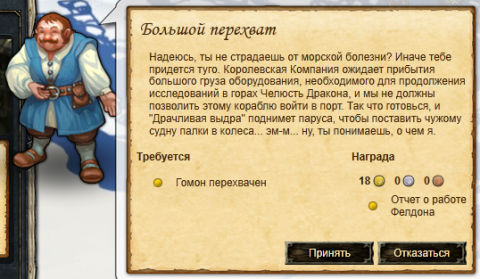 Большой перехват
Надеюсь, ты не страдаешь от морской болезни? Иначе тебе
придется туго. Королевская Компания ожидает прибытия
большого груза оборудования, необходимого для продолжения
исследований в горах Челюсть Дракона, и мы не должны
позволить этому кораблю войти в порт. Так что готовься, и
"Драчливая выдра" поднимет паруса, чтобы поставить чужому
судну палки в колеса... эм-м... ну, ты понимаешь, о чем я.
Требуется
Награда
Гомон перехвачен
18 0 0
Отчет о работе
Фелдона
Принять
Отказаться